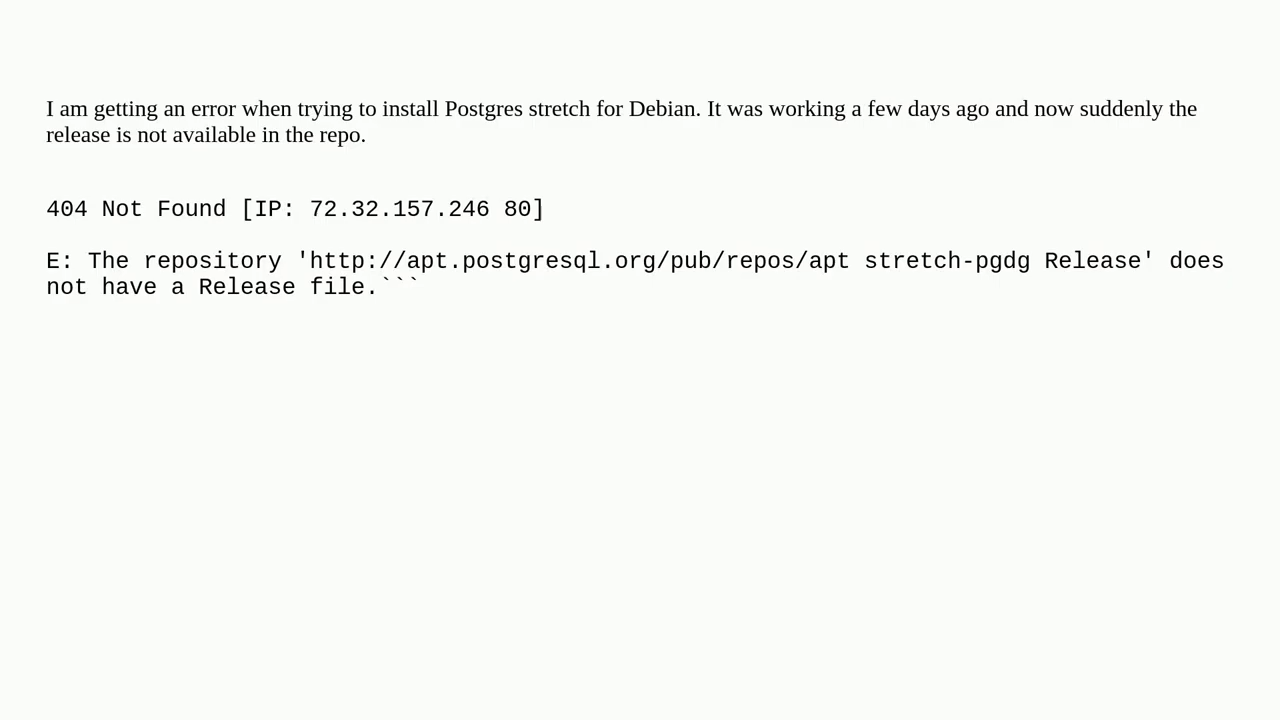 I am getting an error when trying to install Postgres stretch for Debian. It was working a few days ago and now suddenly the
release is not available in the repo.
404 Not Found [IP: 72.32.157.246 80]
E: The repository 'http://apt.postgresql.org/pub/repos/apt stretch-pgdg Release' does
not have a Release file.```